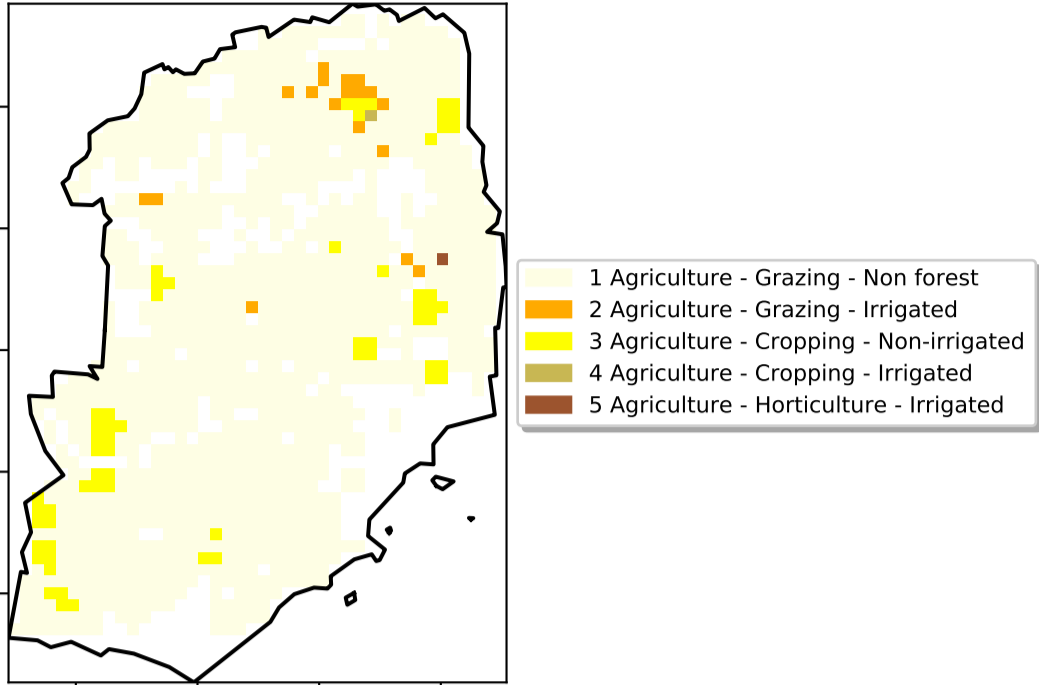 1 Agriculture - Grazing - Non forest
2 Agriculture - Grazing - Irrigated
3 Agriculture - Cropping - Non-irrigated
4 Agriculture - Cropping - Irrigated
5 Agriculture - Horticulture - Irrigated